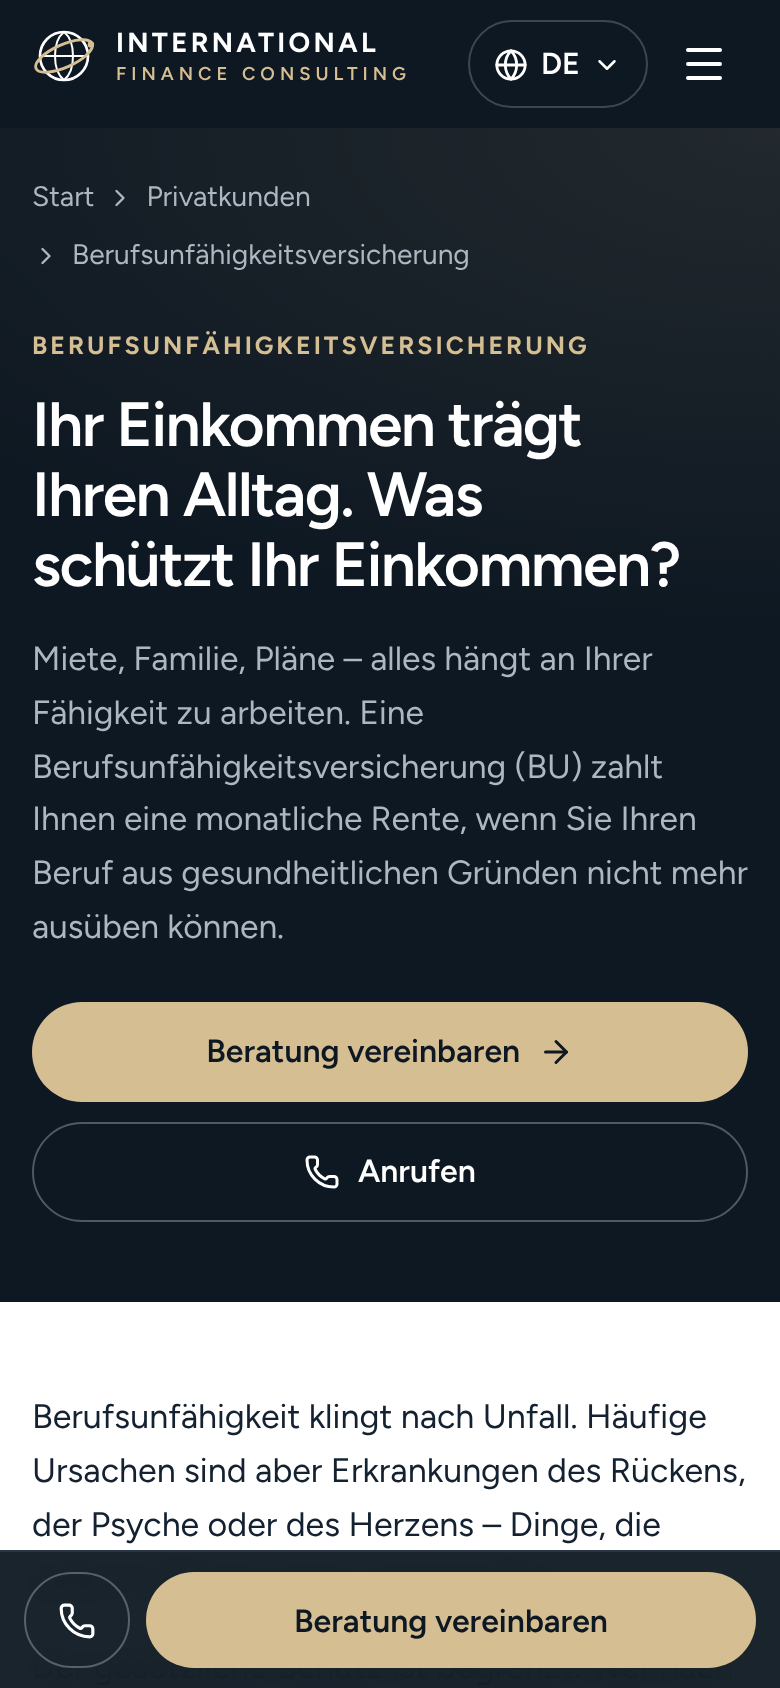 INTERNATIONAL
FINANCE CONSULTING
DE
Start > Privatkunden
> Berufsunfähigkeitsversicherung
BERUFSUNFÄHIGKEITSVERSICHERUNG
Ihr Einkommen trägt
Ihren Alltag. Was
schützt Ihr Einkommen?
Miete, Familie, Pläne – alles hängt an Ihrer
Fähigkeit zu arbeiten. Eine
Berufsunfähigkeitsversicherung (BU) zahlt
Ihnen eine monatliche Rente, wenn Sie Ihren
Beruf aus gesundheitlichen Gründen nicht mehr
ausüben können.
Beratung vereinbaren →
Anrufen
Berufsunfähigkeit klingt nach Unfall. Häufige
Ursachen sind aber Erkrankungen des Rückens,
der Psyche oder des Herzens – Dinge, die
Beratung vereinbaren